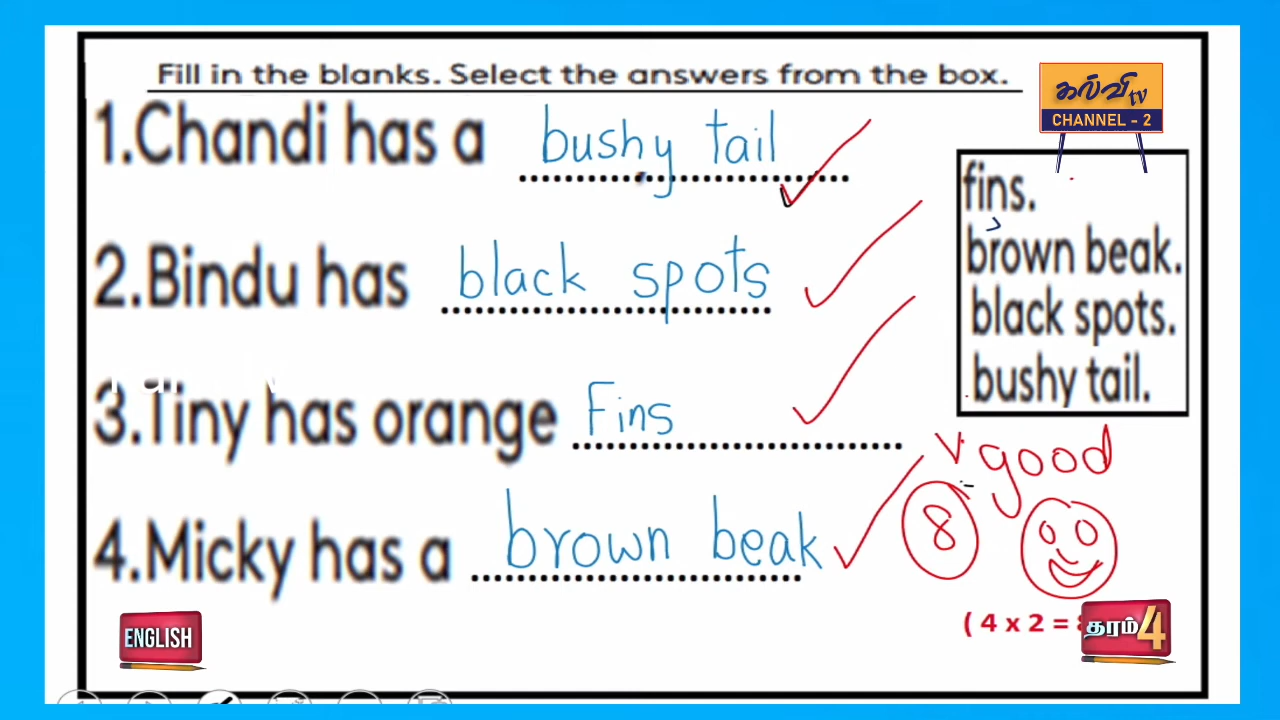 Fill in the blanks. Select the answers from the box.
கல்வி tv
CHANNEL - 2
1.Chandi has a bushy tail
2.Bindu has black spots
3.Tiny has orange Fins
4.Micky has a brown beak
fins.
brown beak.
black spots.
bushy tail.
v. good
8
( 4 x 2 =
ENGLISH
தரம் 4